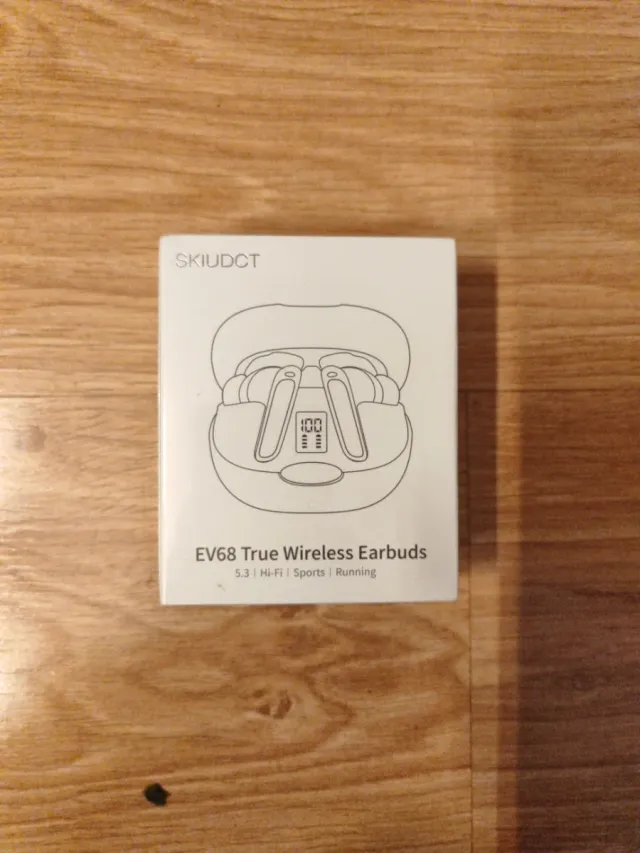 SKIUDCT
100
EV68 True Wireless Earbuds
5.3 | Hi-Fi | Sports | Running